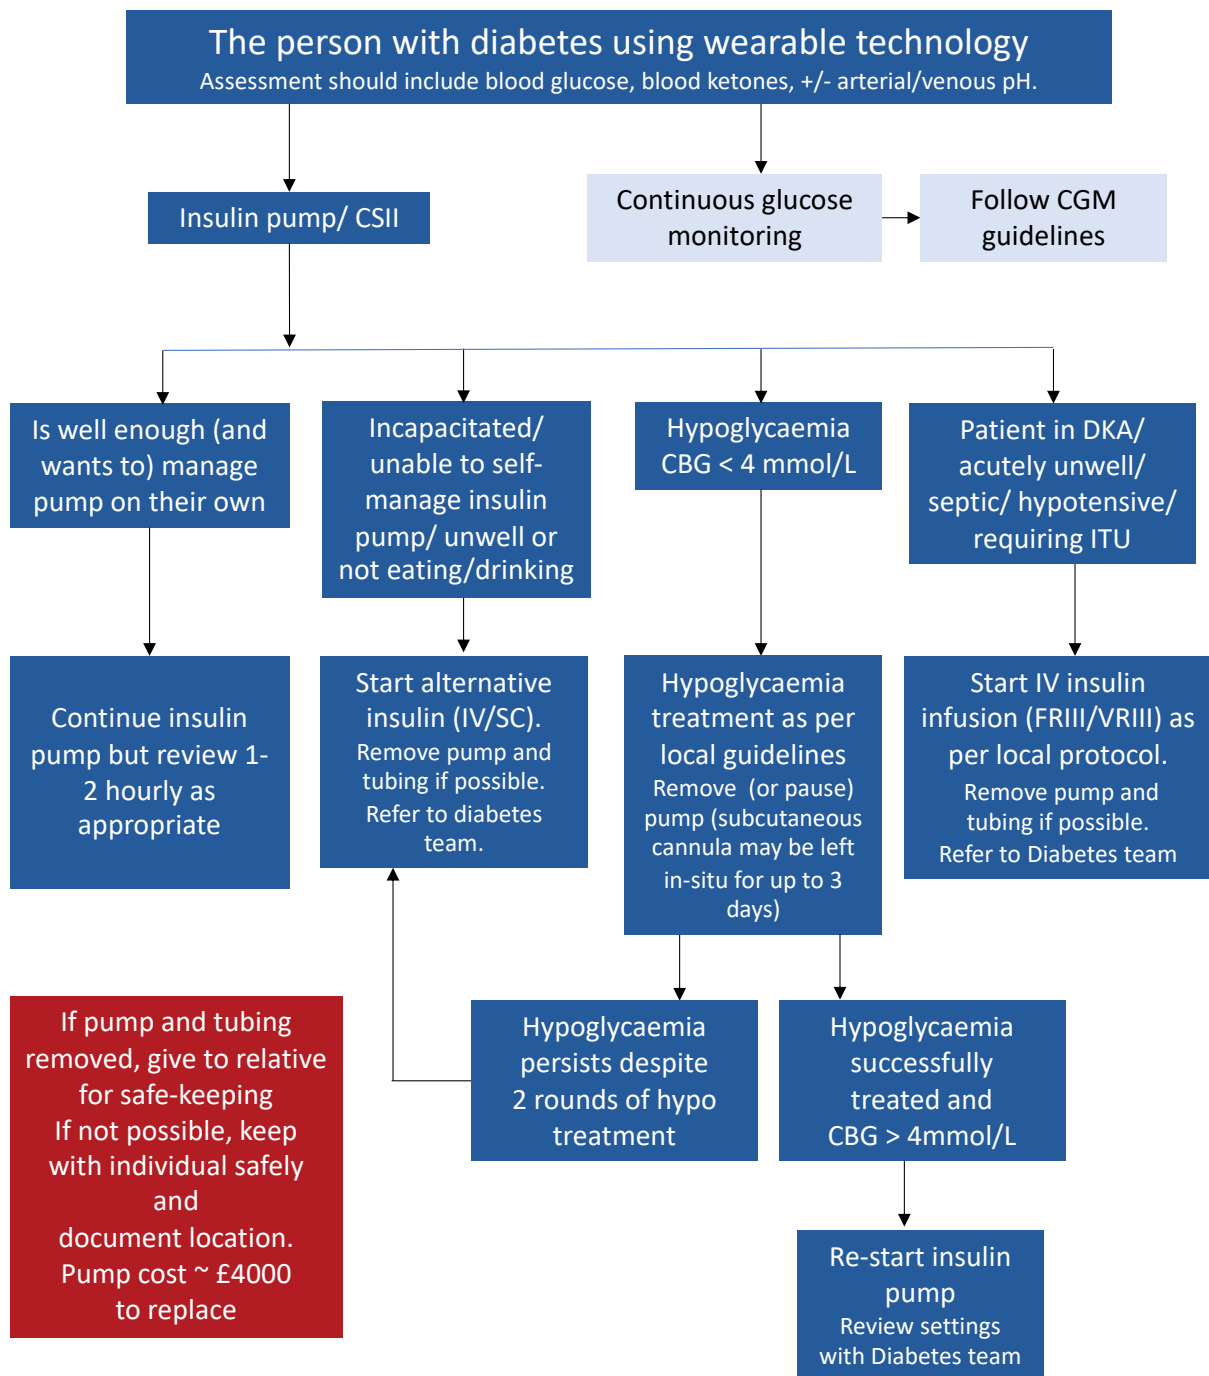 The person with diabetes using wearable technology
Assessment should include blood glucose, blood ketones, +/- arterial/venous pH.
Insulin pump/ CSII
Continuous glucose
monitoring
Follow CGM
guidelines
Is well enough (and
wants to) manage
pump on their own
Incapacitated/
unable to self-
manage insulin
pump/ unwell or
not eating/drinking
Hypoglycaemia
CBG < 4 mmol/L
Patient in DKA/
acutely unwell/
septic/ hypotensive/
requiring ITU
Continue insulin
pump but review 1-
2 hourly as
appropriate
Start alternative
insulin (IV/SC).
Remove pump and
tubing if possible.
Refer to diabetes
team.
Hypoglycaemia
treatment as per
local guidelines
Remove (or pause)
pump (subcutaneous
cannula may be left
in-situ for up to 3
days)
Start IV insulin
infusion (FRIII/VRIII) as
per local protocol.
Remove pump and
tubing if possible.
Refer to Diabetes team
If pump and tubing
removed, give to relative
for safe-keeping
If not possible, keep
with individual safely
and
document location.
Pump cost ~ £4000
to replace
Hypoglycaemia
persists despite
2 rounds of hypo
treatment
Hypoglycaemia
successfully
treated and
CBG > 4mmol/L
Re-start insulin
pump
Review settings
with Diabetes team